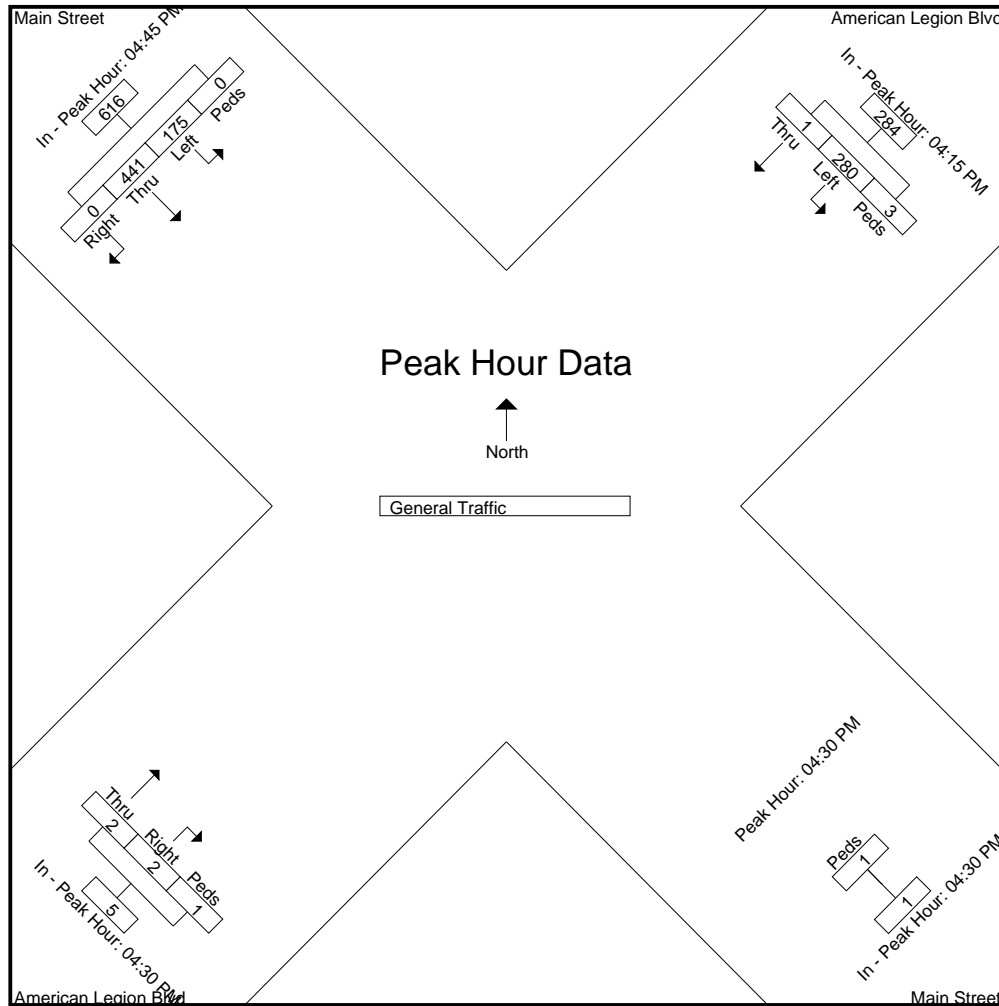 Main Street
American Legion Blvd
In - Peak Hour: 04:45 PM
616
0
441
175
0
Right
Thru
Left
Peds
In - Peak Hour: 04:15 PM
284
1
280
3
Thru
Left
Peds
Peak Hour Data
North
General Traffic
Thru
Right
Peds
2
2
1
5
In - Peak Hour: 04:30 PM
American Legion Blvd
Peak Hour: 04:30 PM
Peds
1
1
In - Peak Hour: 04:30 PM
Main Street